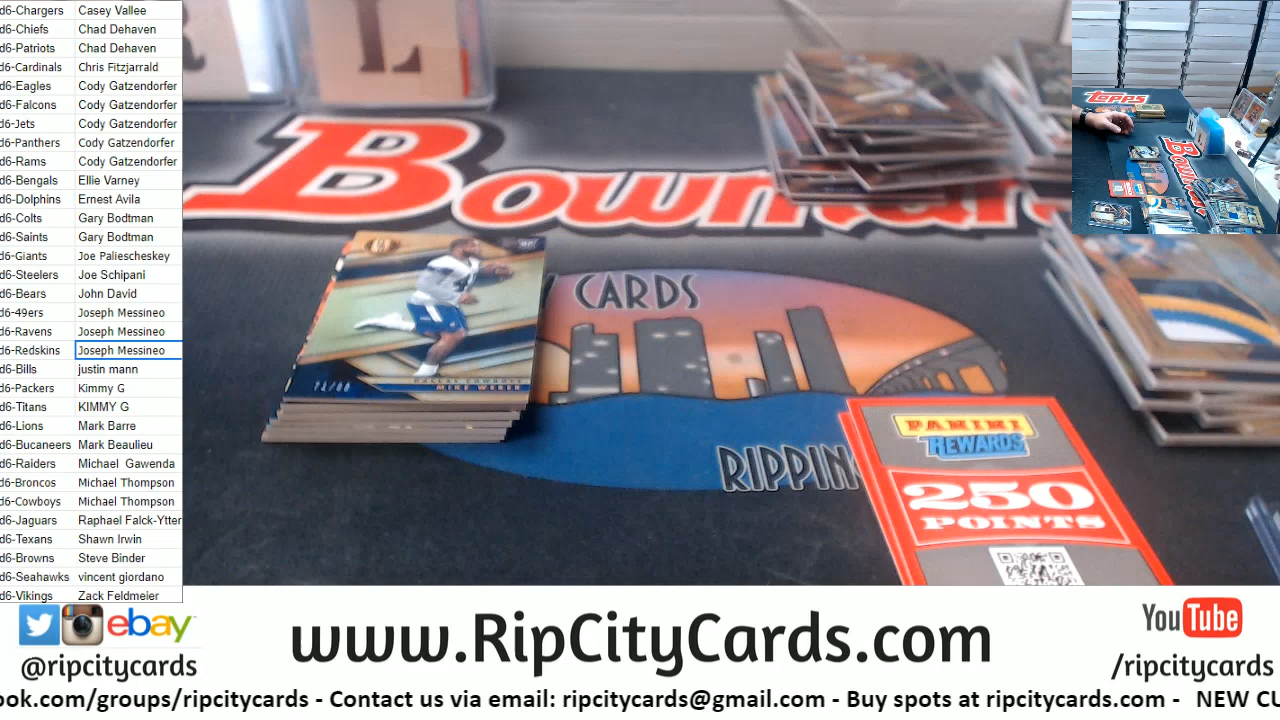 d6-Chargers Casey Vallee
d6-Chiefs Chad Dehaven
d6-Patriots Chad Dehaven
d6-Cardinals Chris Fitzjarrald
d6-Eagles Cody Gatzendorfer
d6-Falcons Cody Gatzendorfer
d6-Jets Cody Gatzendorfer
d6-Panthers Cody Gatzendorfer
d6-Rams Cody Gatzendorfer
d6-Bengals Ellie Varney
d6-Dolphins Ernest Avila
d6-Colts Gary Bodtman
d6-Saints Gary Bodtman
d6-Giants Joe Paliescheskey
d6-Steelers Joe Schipani
d6-Bears John David
d6-49ers Joseph Messineo
d6-Ravens Joseph Messineo
d6-Redskins Joseph Messineo
d6-Bills justin mann
d6-Packers Kimmy G
d6-Titans KIMMY G
d6-Lions Mark Barre
d6-Bucaneers Mark Beaulieu
d6-Raiders Michael Gawenda
d6-Broncos Michael Thompson
d6-Cowboys Michael Thompson
d6-Jaguars Raphael Falck-Ytter
d6-Texans Shawn Irwin
d6-Browns Steve Binder
d6-Seahawks vincent giordano
d6-Vikings Zack Feldmeier
L
Bowman
CARDS
RIPPIN
DALLAS COWBOYS
MIKE WEBER
PANINI
REWARDS
250
POINTS
topps
Bowman
ebay
@ripcitycards
www.RipCityCards.com
YouTube
/ripcitycards
ook.com/groups/ripcitycards - Contact us via email: ripcitycards@gmail.com - Buy spots at ripcitycards.com - NEW CU